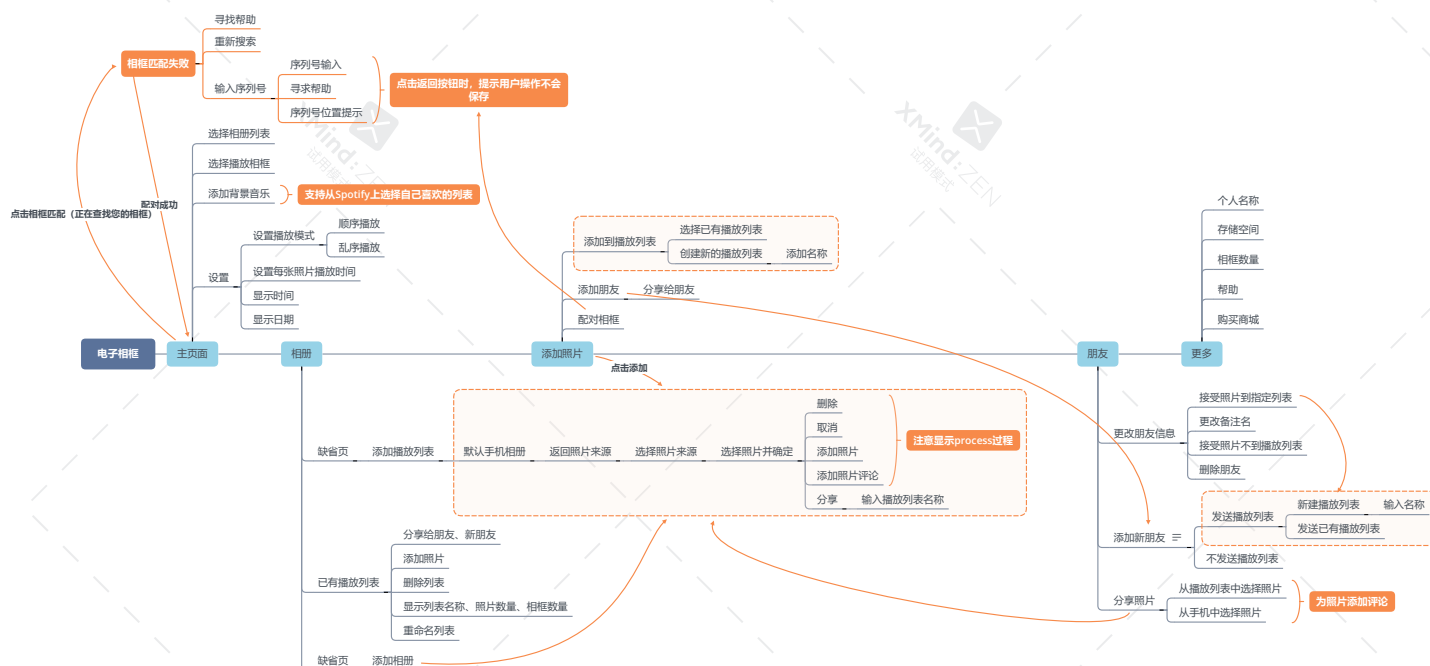 寻找帮助
重新搜索
相框匹配失败
输入序列号
序列号输入
寻求帮助
序列号位置提示
点击返回按钮时，提示用户操作不会
保存
选择相册列表
选择播放相框
添加背景音乐
支持从Spotify上选择自己喜欢的列表
配对成功
点击相框匹配（正在查找您的相框）
设置
设置播放模式
顺序播放
乱序播放
设置每张照片播放时间
显示时间
显示日期
添加到播放列表
选择已有播放列表
创建新的播放列表
添加名称
添加朋友
分享给朋友
配对相框
个人名称
存储空间
相框数量
帮助
购买商城
电子相框
主页面
相册
添加照片
朋友
更多
点击添加
缺省页
添加播放列表
默认手机相册
返回照片来源
选择照片来源
选择照片并确定
删除
取消
添加照片
添加照片评论
分享
输入播放列表名称
注意显示process过程
已有播放列表
分享给朋友、新朋友
添加照片
删除列表
显示列表名称、照片数量、相框数量
重命名列表
缺省页
添加相册
更改朋友信息
接受照片到指定列表
更改备注名
接受照片不到播放列表
删除朋友
添加新朋友
发送播放列表
新建播放列表
输入名称
发送已有播放列表
不发送播放列表
分享照片
从播放列表中选择照片
从手机中选择照片
为照片添加评论
XMind:ZEN
试用模式
XMind:ZEN
试用模式